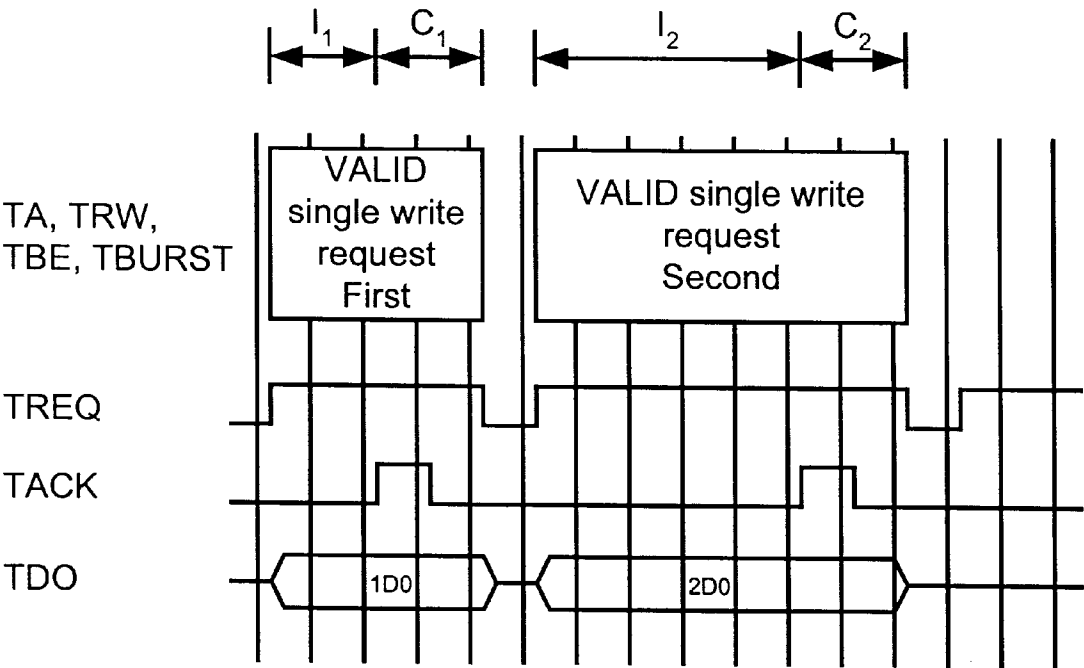 I1 C1 I2 C2
TA, TRW,
TBE, TBURST
VALID
single write
request
First
VALID single write
request
Second
TREQ
TACK
TDO
1D0
2D0